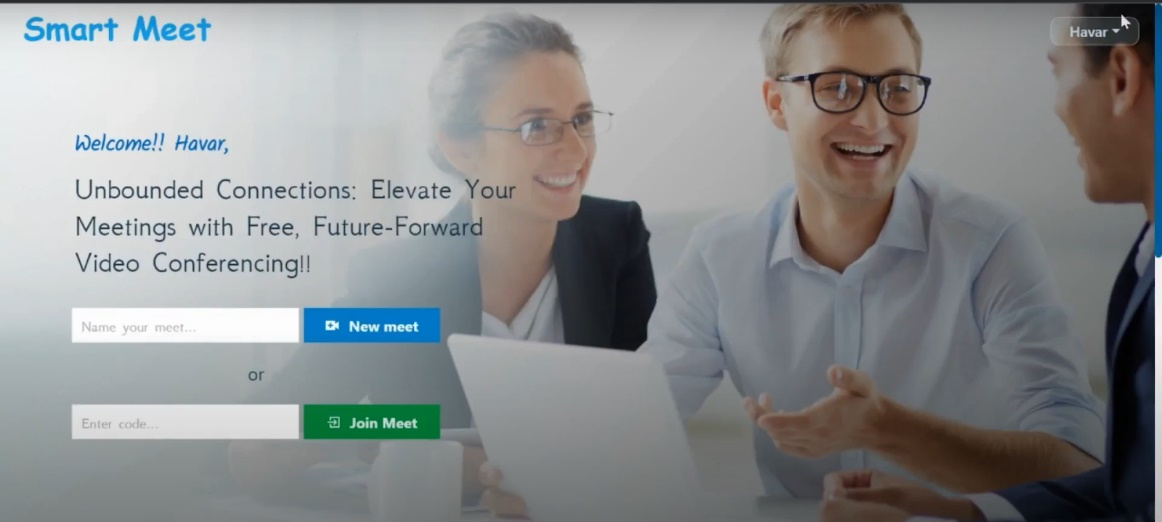 Smart Meet
Havar
Welcome!! Havar,
Unbounded Connections: Elevate Your
Meetings with Free, Future-Forward
Video Conferencing!!
Name your meet...
New meet
or
Enter code...
Join Meet